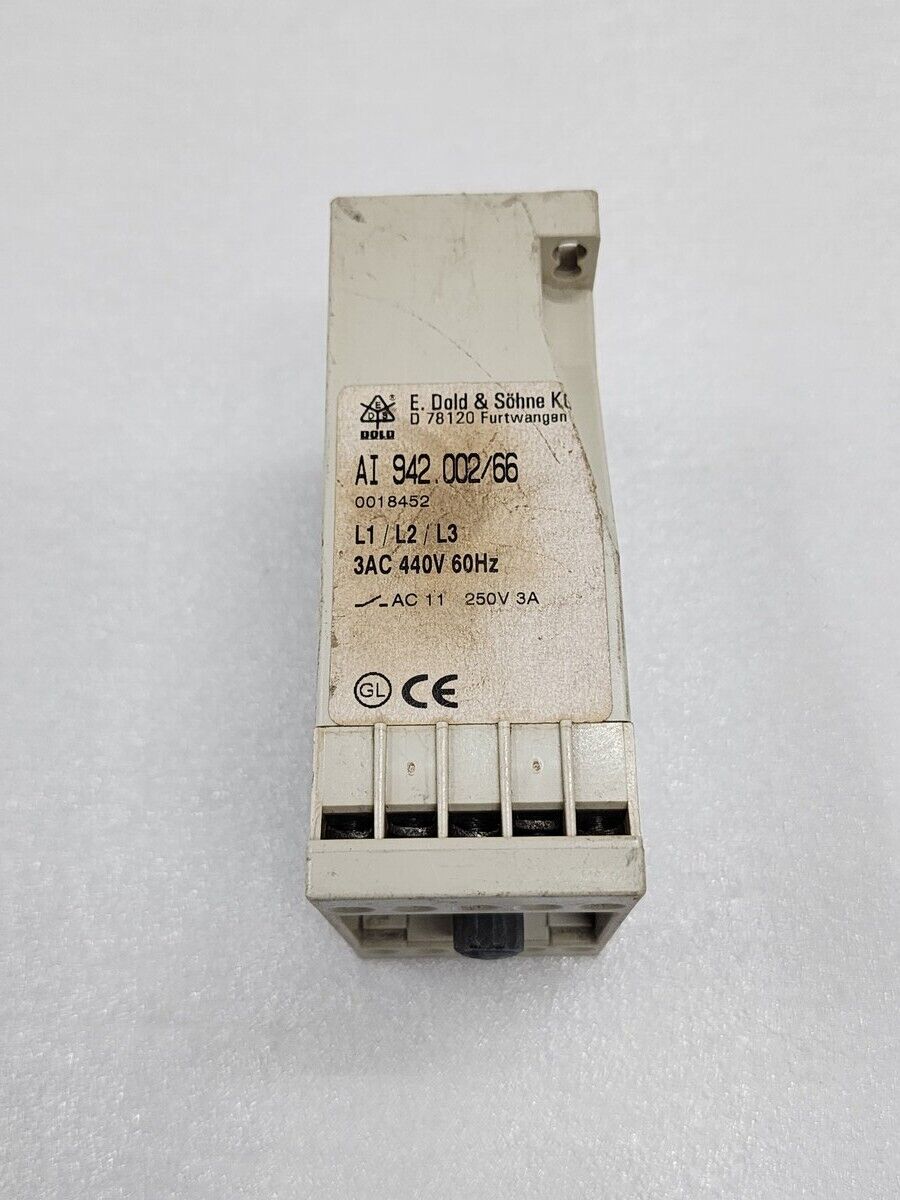 E D S ®
DOLD
E. Dold & Söhne
D 78120 Furtwangen
AI 942.002/66
0018452
L1 / L2 / L3
3AC 440V 60Hz
AC 11 250V 3A
GL CE